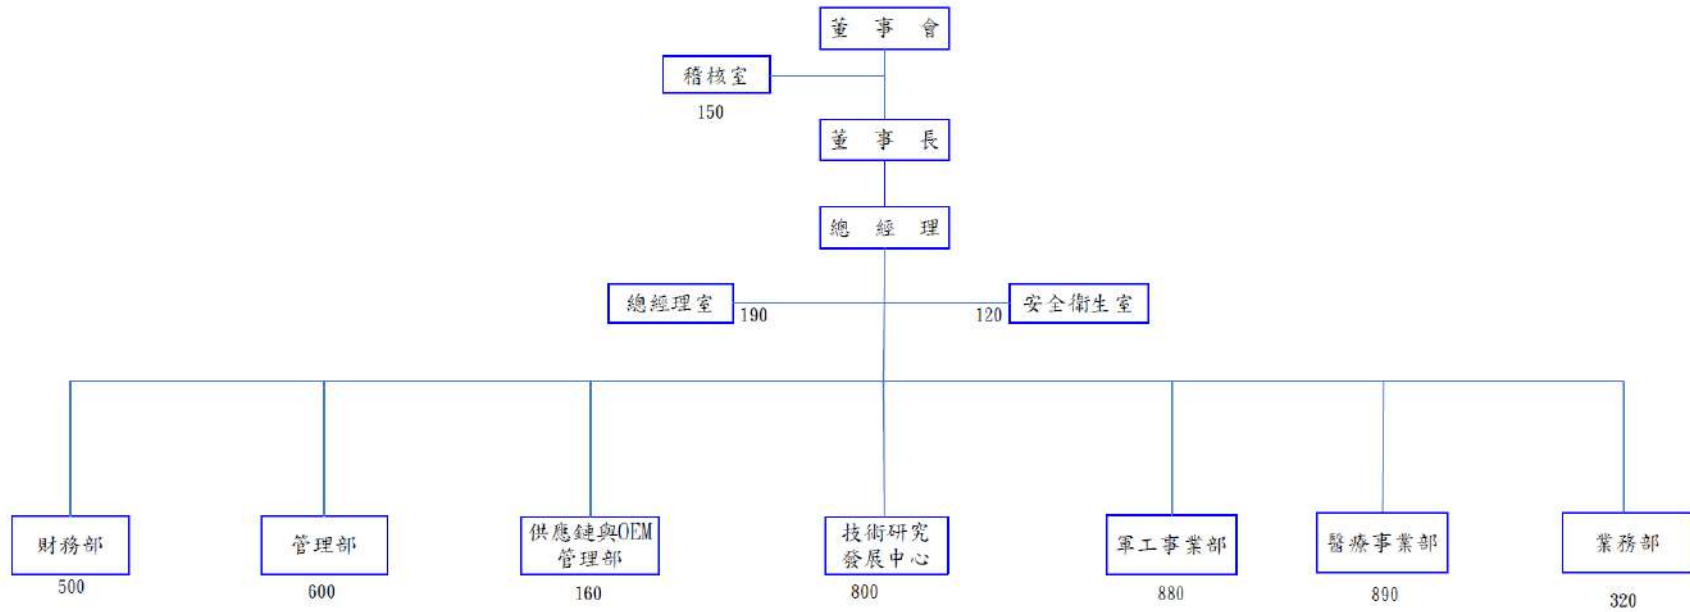 董 事 會
稽核室
150
董 事 長
總 經 理
總經理室
190
120
安全衛生室
財務部
500
管理部
600
供應鏈與OEM
管理部
160
技術研究
發展中心
800
軍工事業部
880
醫療事業部
890
業務部
320